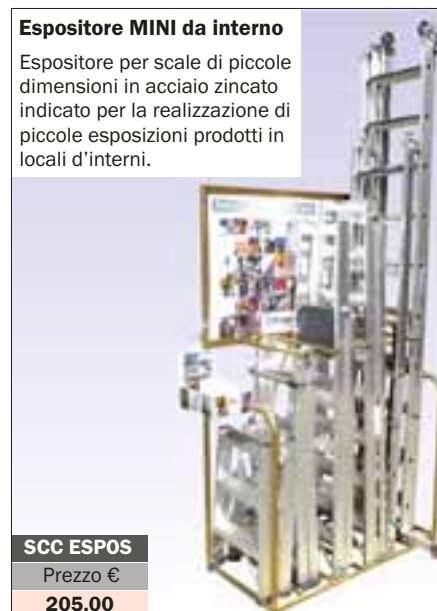 Espositore MINI da interno
Espositore per scale di piccole
dimensioni in acciaio zincato
indicato per la realizzazione di
piccole esposizioni prodotti in
locali d'interni.
SCC ESPOS
Prezzo €
205.00